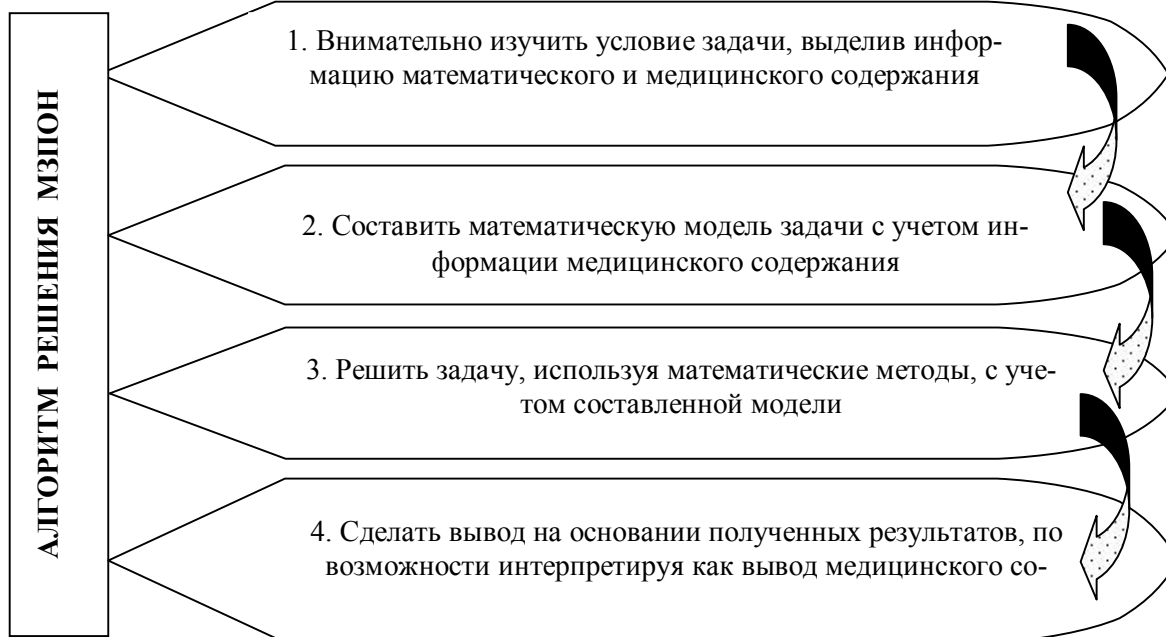 АЛГОРИТМ РЕШЕНИЯ МЗПОН
1. Внимательно изучить условие задачи, выделив инфор-
мацию математического и медицинского содержания
2. Составить математическую модель задачи с учетом ин-
формации медицинского содержания
3. Решить задачу, используя математические методы, с уче-
том составленной модели
4. Сделать вывод на основании полученных результатов, по
возможности интерпретируя как вывод медицинского со-